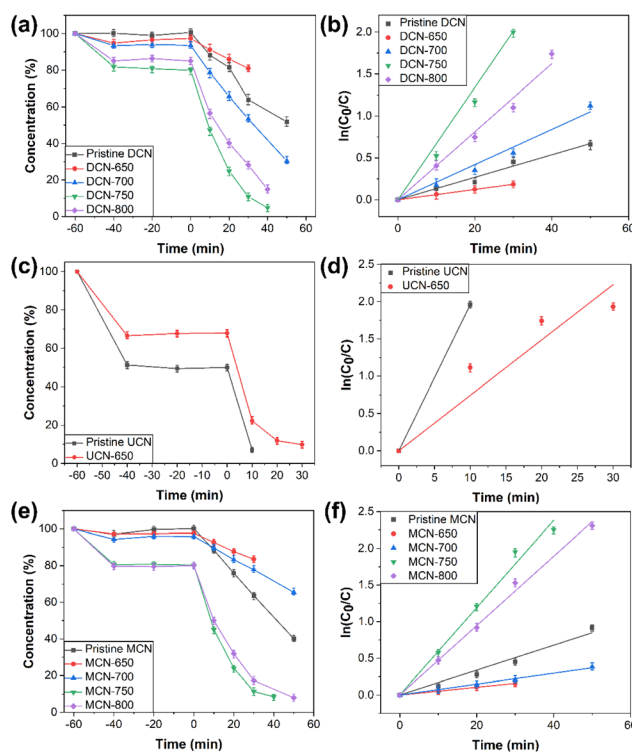 (a)
100
80
60
40
20
0
Concentration (%)
Pristine DCN
DCN-650
DCN-700
DCN-750
DCN-800
-60 -40 -20 0 20 40 60
Time (min)
(b)
2.0
1.5
1.0
0.5
0.0
ln(C0/C)
Pristine DCN
DCN-650
DCN-700
DCN-750
DCN-800
0 20 40 60
Time (min)
(c)
100
80
60
40
20
0
Concentration (%)
Pristine UCN
UCN-650
-60 -50 -40 -30 -20 -10 0 10 20 30
Time (min)
(d)
2.5
2.0
1.5
1.0
0.5
0.0
ln(C0/C)
Pristine UCN
UCN-650
0 5 10 15 20 25 30
Time (min)
(e)
100
80
60
40
20
0
Concentration (%)
Pristine MCN
MCN-650
MCN-700
MCN-750
MCN-800
-60 -40 -20 0 20 40 60
Time (min)
(f)
2.5
2.0
1.5
1.0
0.5
0.0
ln(C0/C)
Pristine MCN
MCN-650
MCN-700
MCN-750
MCN-800
0 20 40 60
Time (min)